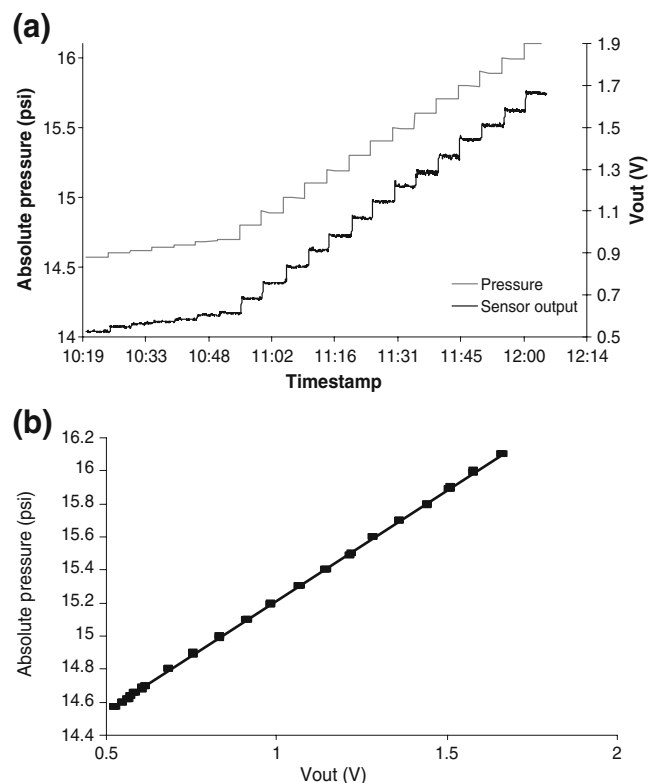 (a)
Absolute pressure (psi)
16
15.5
15
14.5
14
1.9
1.7
1.5
1.3
1.1
0.9
0.7
0.5
Vout (V)
Pressure
Sensor output
10:19 10:33 10:48 11:02 11:16 11:31 11:45 12:00 12:14
Timestamp
(b)
Absolute pressure (psi)
16.2
16
15.8
15.6
15.4
15.2
15
14.8
14.6
14.4
0.5 1 1.5 2
Vout (V)